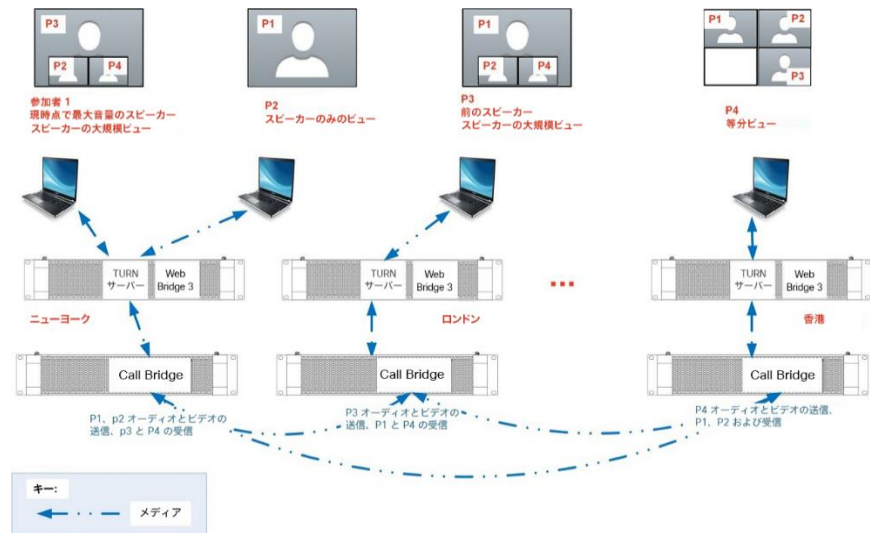 P3
P2
P4
参加者 1
現時点で最大音量のスピーカー
スピーカーの大規模ビュー
P1
P2
スピーカーのみのビュー
P1
P2
P4
P3
前のスピーカー
スピーカーの大規模ビュー
P1
P2
P3
P4
等分ビュー
TURN
サーバー
Web
Bridge 3
TURN
サーバー
Web
Bridge 3
TURN
サーバー
Web
Bridge 3
ニューヨーク
ロンドン
香港
Call Bridge
Call Bridge
Call Bridge
P1、p2 オーディオとビデオの
送信、p3 と P4 の受信
P3 オーディオとビデオの
送信、P1 と P4 の受信
P4 オーディオとビデオの送信、
P1、P2 および受信
キー:
メディア